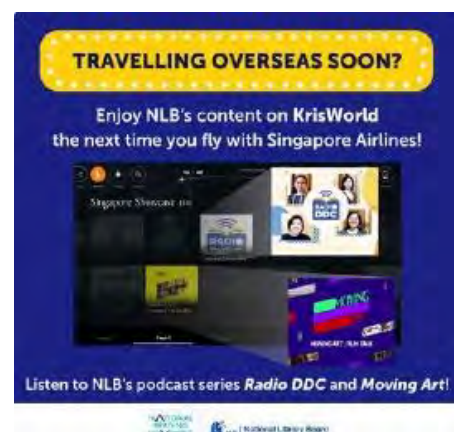 TRAVELLING OVERSEAS SOON?
Enjoy NLB's content on KrisWorld
the next time you fly with Singapore Airlines!
Singapore Showcase
RADIO
DDC
RADIO
MOVING
Listen to NLB's podcast series Radio DDC and Moving Art!
National Library Board